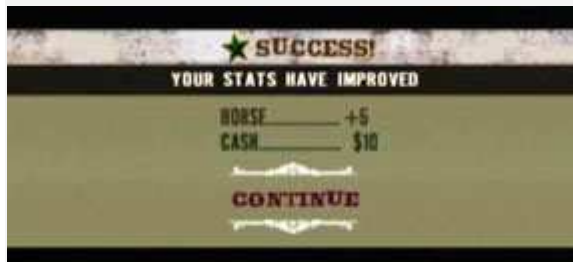 SUCCESS!
YOUR STATS HAVE IMPROVED
HORSE +5
CASH $10
CONTINUE